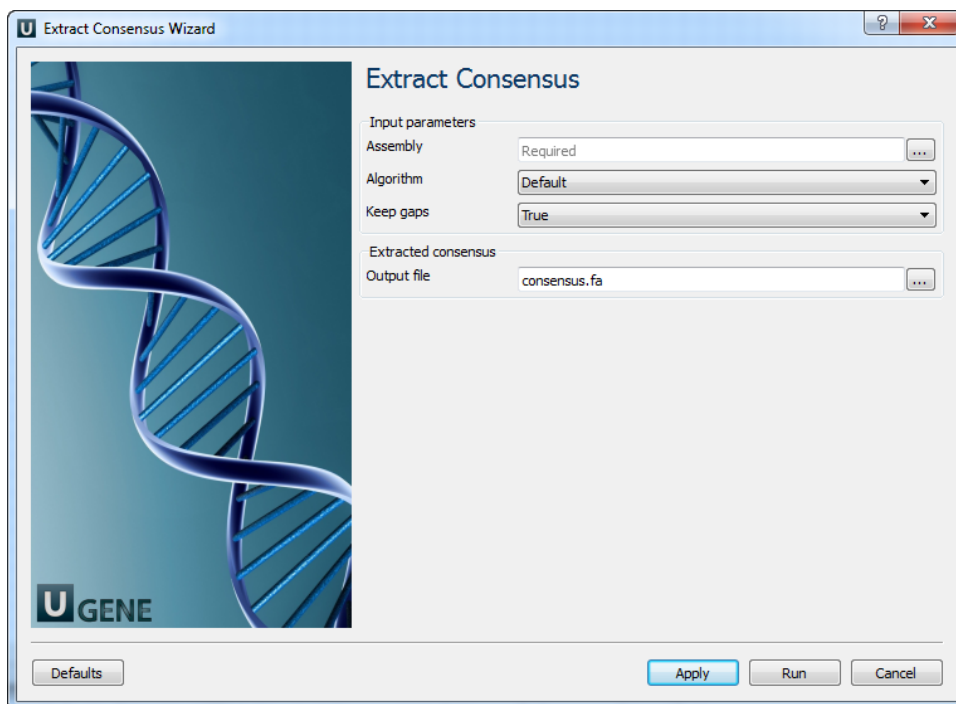 U Extract Consensus Wizard
?
X
Extract Consensus
Input parameters
Assembly Required ...
Algorithm Default
Keep gaps True
Extracted consensus
Output file consensus.fa ...
U GENE
Defaults Apply Run Cancel